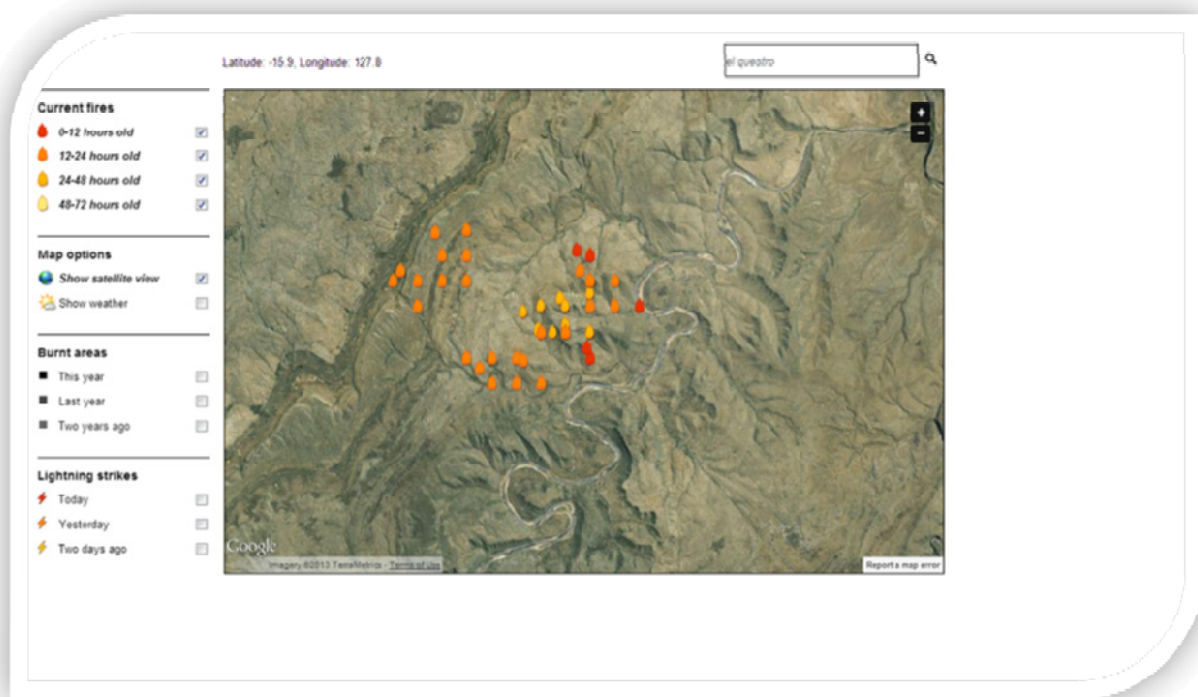 Latitude: -15.9, Longitude: 127.8
el questro
Current fires
0-12 hours old
12-24 hours old
24-48 hours old
48-72 hours old
Map options
Show satellite view
Show weather
Burnt areas
This year
Last year
Two years ago
Lightning strikes
Today
Yesterday
Two days ago
+
−
Google
Imagery ©2013 TerraMetrics - Terms of Use
Report a map error